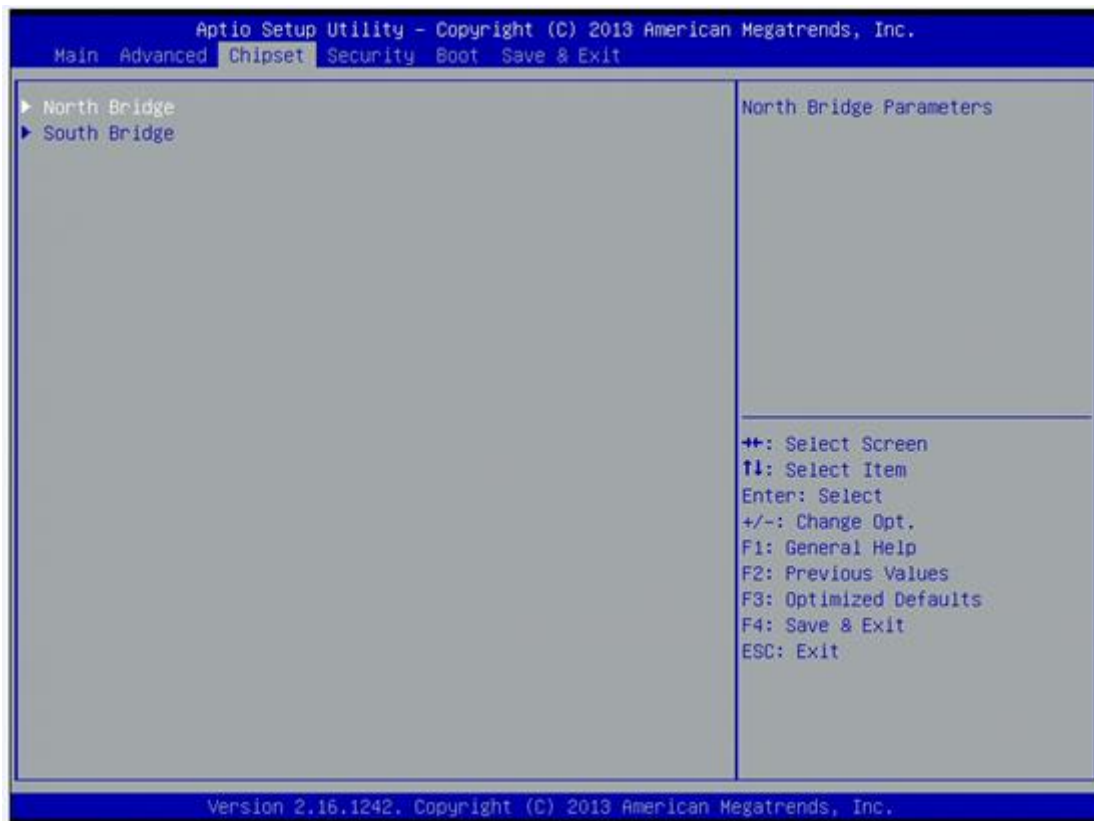 Aptio Setup Utility – Copyright (C) 2013 American Megatrends, Inc.
Main Advanced Chipset Security Boot Save & Exit
▶ North Bridge
▶ South Bridge
North Bridge Parameters
→←: Select Screen
↑↓: Select Item
Enter: Select
+/-: Change Opt.
F1: General Help
F2: Previous Values
F3: Optimized Defaults
F4: Save & Exit
ESC: Exit
Version 2.16.1242. Copyright (C) 2013 American Megatrends, Inc.